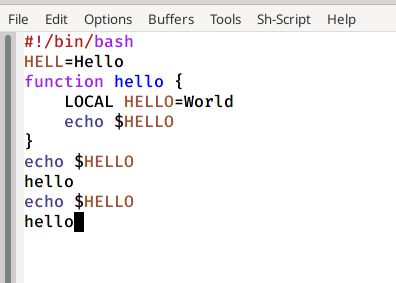 File Edit Options Buffers Tools Sh-Script Help
#!/bin/bash
HELL=Hello
function hello {
    LOCAL HELLO=World
    echo $HELLO
}
echo $HELLO
hello
echo $HELLO
hello